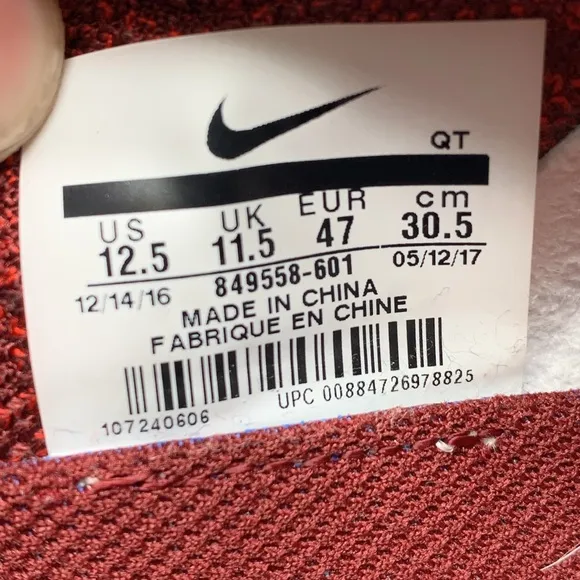 QT
US UK EUR cm
12.5 11.5 47 30.5
12/14/16 849558-601 05/12/17
MADE IN CHINA
FABRIQUE EN CHINE
107240606 UPC 00884726978825